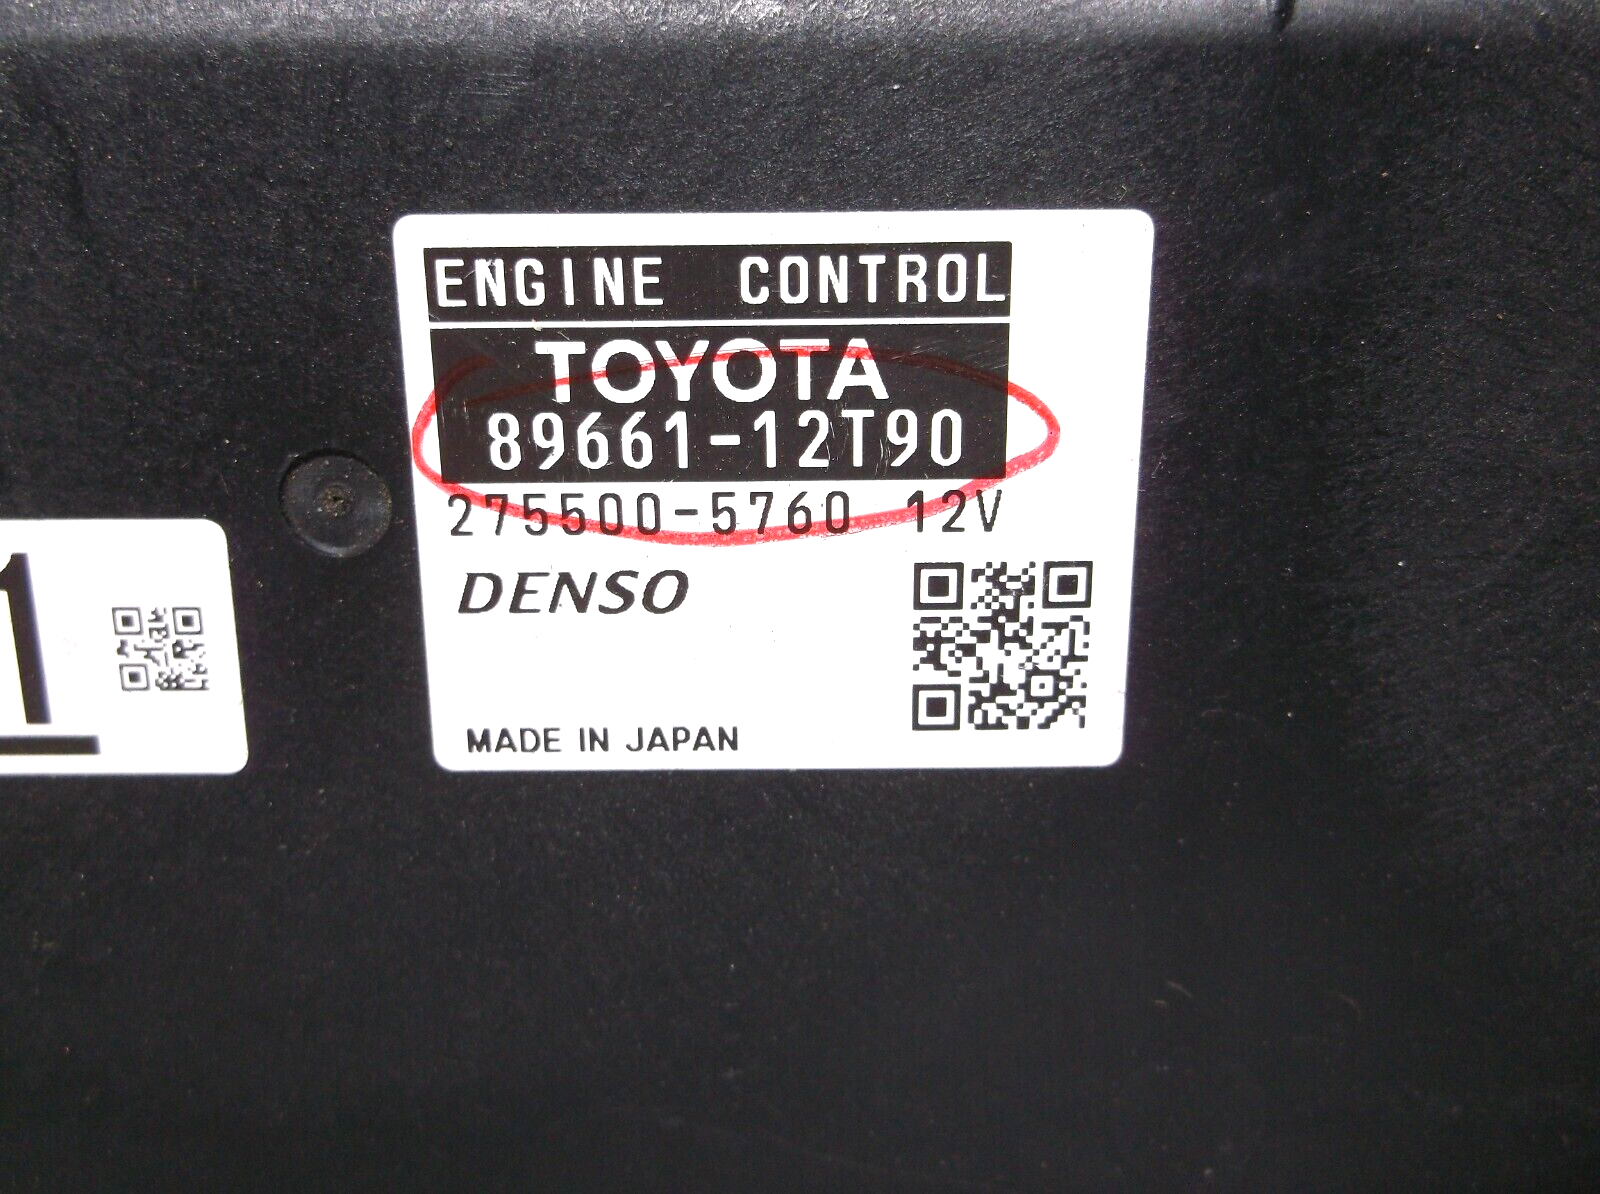 ENGINE CONTROL
TOYOTA
89661-12T90
275500-5760 12V
DENSO
MADE IN JAPAN
1